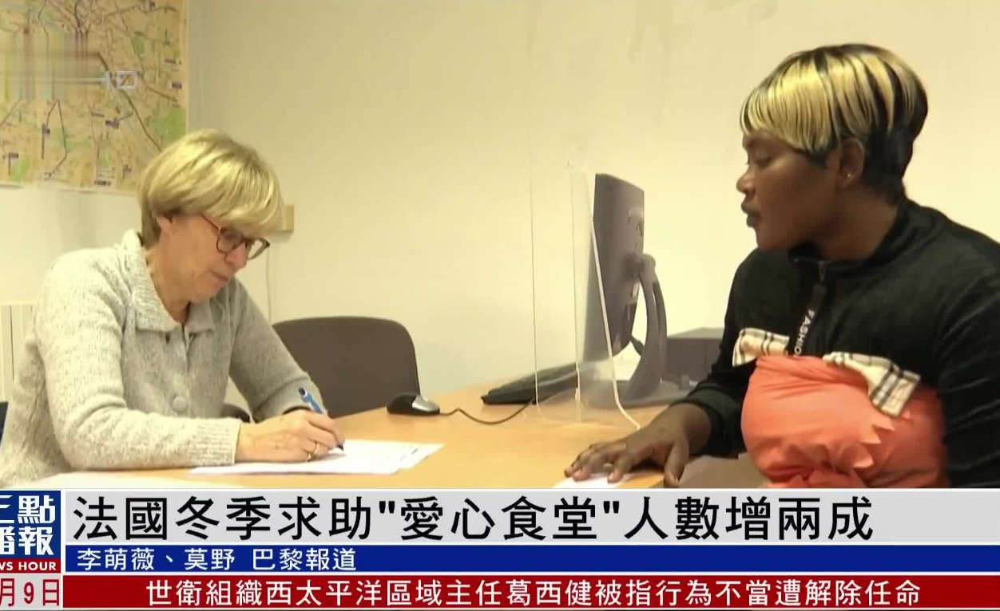 FASHION
法國冬季求助"愛心食堂"人數增兩成
三點
播報
李萌薇、莫野 巴黎報道
WS HOUR
月9日
世衛組織西太平洋區域主任葛西健被指行為不當遭解除任命